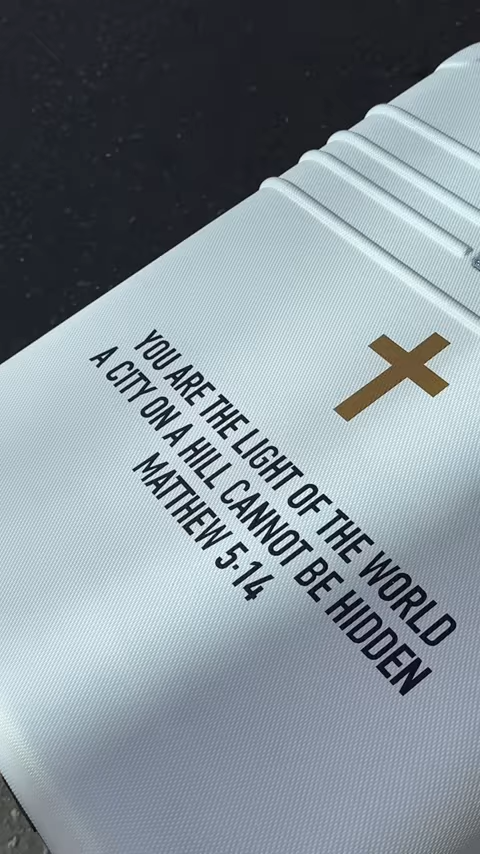 YOU ARE THE LIGHT OF THE WORLD
A CITY ON A HILL CANNOT BE HIDDEN
MATTHEW 5·14